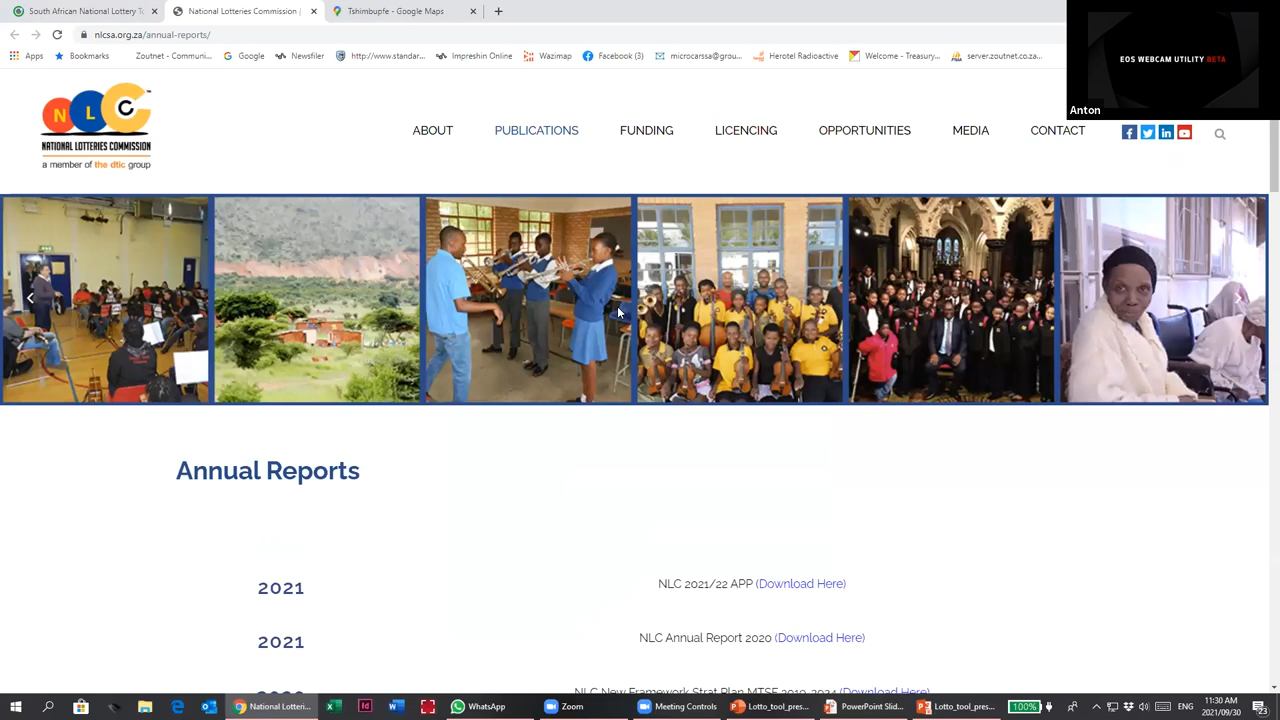 South African National Lottery To
National Lotteries Commission |
Tshimbupfe - Google Maps
nlcsa.org.za/annual-reports/
Apps
Bookmarks
Zoutnet - Communi...
Google
Newsfiler
http://www.standar...
Impreshin Online
Wazimap
Facebook (3)
microcarssa@grou...
Herotel Radioactive
Welcome - Treasury...
server.zoutnet.co.za...
EOS WEBCAM UTILITY BETA
Anton
NLC
NATIONAL LOTTERIES COMMISSION
a member of the dtic group
ABOUT
PUBLICATIONS
FUNDING
LICENCING
OPPORTUNITIES
MEDIA
CONTACT
Annual Reports
2021
NLC 2021/22 APP (Download Here)
2021
NLC Annual Report 2020 (Download Here)
NLC New Framework Strat Plan MTSF 2019-2024 (Download Here)
National Lotteri...
WhatsApp
Zoom
Meeting Controls
Lotto_tool_pres...
PowerPoint Slid...
Lotto_tool_pres...
100%
ENG
11:30 AM
2021/09/30
23